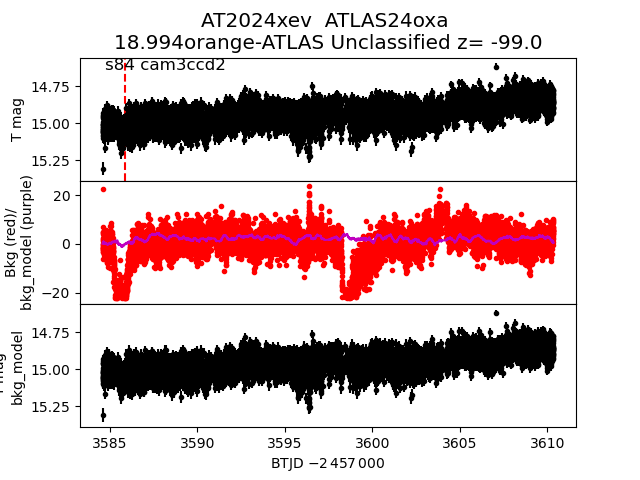 AT2024xev  ATLAS24oxa
18.994orange-ATLAS Unclassified z= -99.0
s84 cam3ccd2
T mag
14.75
15.00
15.25
Bkg (red)/
bkg_model (purple)
20
0
−20
bkg_model
14.75
15.00
15.25
3585
3590
3595
3600
3605
3610
BTJD −2 457 000